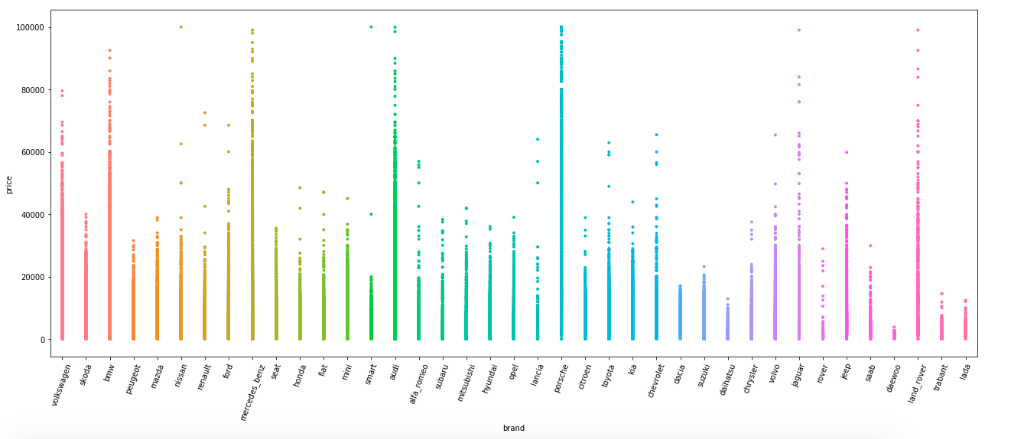 100000
80000
60000
40000
20000
0
price
volkswagen
skoda
bmw
peugeot
mazda
nissan
renault
ford
mercedes_benz
seat
honda
fiat
mini
smart
audi
alfa_romeo
subaru
mitsubishi
hyundai
opel
lancia
porsche
citroen
toyota
kia
chevrolet
dacia
suzuki
daihatsu
chrysler
volvo
jaguar
rover
jeep
saab
daewoo
land_rover
trabant
lada
brand